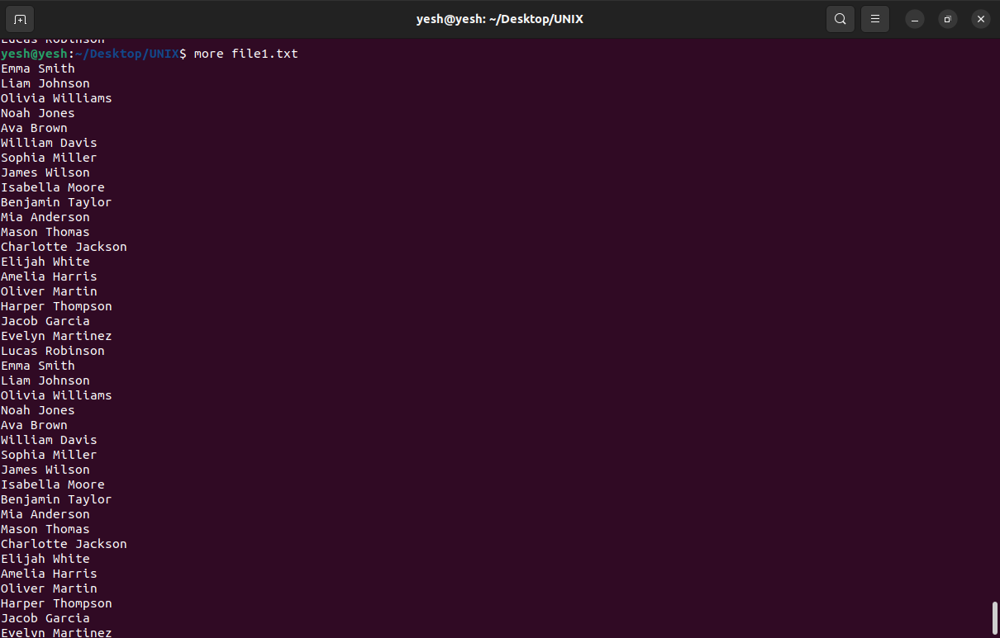 yesh@yesh: ~/Desktop/UNIX
Lucas Robinson
yesh@yesh:~/Desktop/UNIX$ more file1.txt
Emma Smith
Liam Johnson
Olivia Williams
Noah Jones
Ava Brown
William Davis
Sophia Miller
James Wilson
Isabella Moore
Benjamin Taylor
Mia Anderson
Mason Thomas
Charlotte Jackson
Elijah White
Amelia Harris
Oliver Martin
Harper Thompson
Jacob Garcia
Evelyn Martinez
Lucas Robinson
Emma Smith
Liam Johnson
Olivia Williams
Noah Jones
Ava Brown
William Davis
Sophia Miller
James Wilson
Isabella Moore
Benjamin Taylor
Mia Anderson
Mason Thomas
Charlotte Jackson
Elijah White
Amelia Harris
Oliver Martin
Harper Thompson
Jacob Garcia
Evelyn Martinez